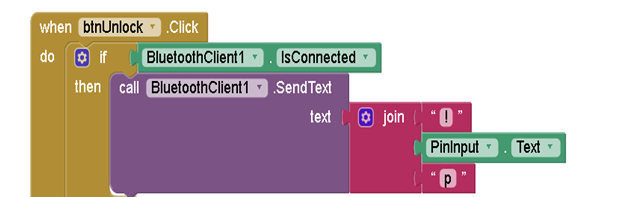 when btnUnlock .Click
do if BluetoothClient1 . IsConnected
then call BluetoothClient1 .SendText
text join " ! "
PinInput . Text
" p "